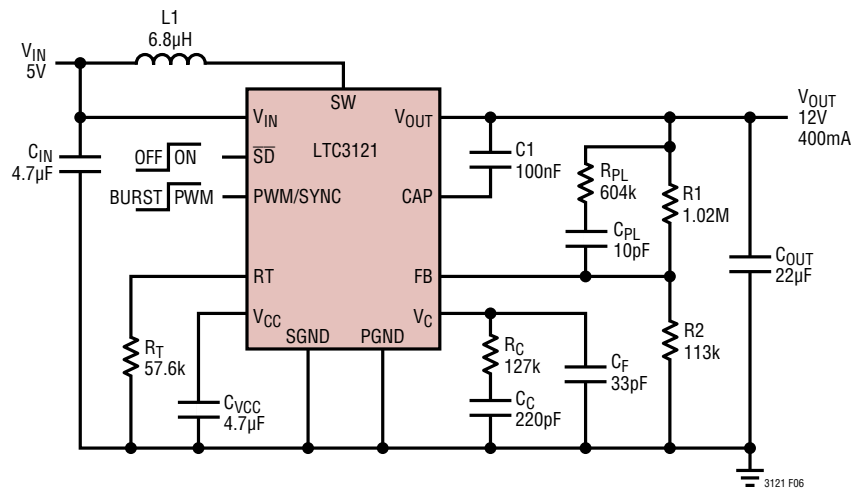 L1
6.8µH
VIN
5V
SW
VIN
VOUT
LTC3121
SD
OFF ON
PWM/SYNC
BURST PWM
CAP
RT
FB
VCC
VC
SGND
PGND
CIN
4.7µF
C1
100nF
RPL
604k
CPL
10pF
R1
1.02M
VOUT
12V
400mA
COUT
22µF
RT
57.6k
CVCC
4.7µF
RC
127k
CC
220pF
CF
33pF
R2
113k
3121 F06